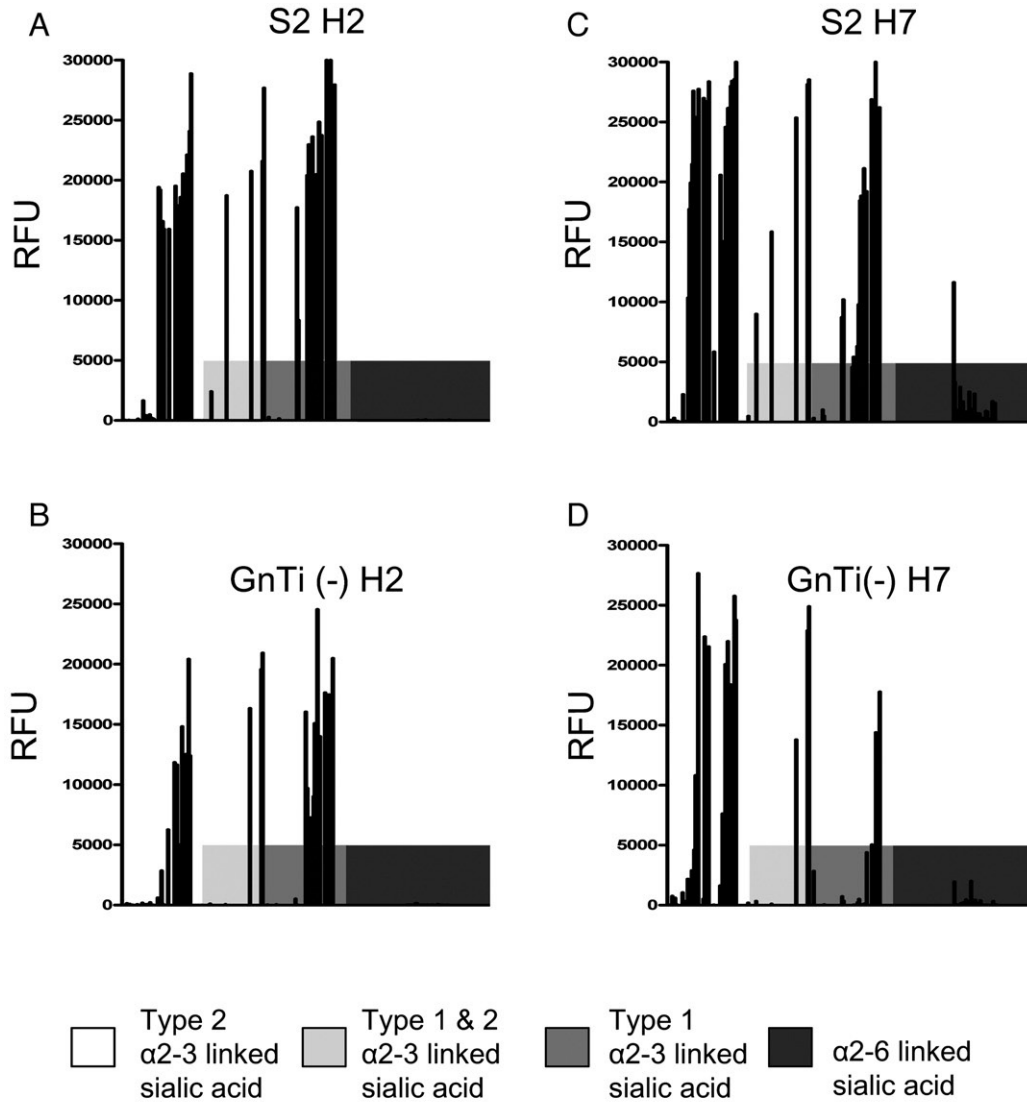 A
S2 H2
30000
25000
20000
15000
10000
5000
0
RFU
C
S2 H7
30000
25000
20000
15000
10000
5000
0
RFU
B
GnTi (-) H2
30000
25000
20000
15000
10000
5000
0
RFU
D
GnTi(-) H7
30000
25000
20000
15000
10000
5000
0
RFU
Type 2
α2-3 linked
sialic acid
Type 1 & 2
α2-3 linked
sialic acid
Type 1
α2-3 linked
sialic acid
α2-6 linked
sialic acid